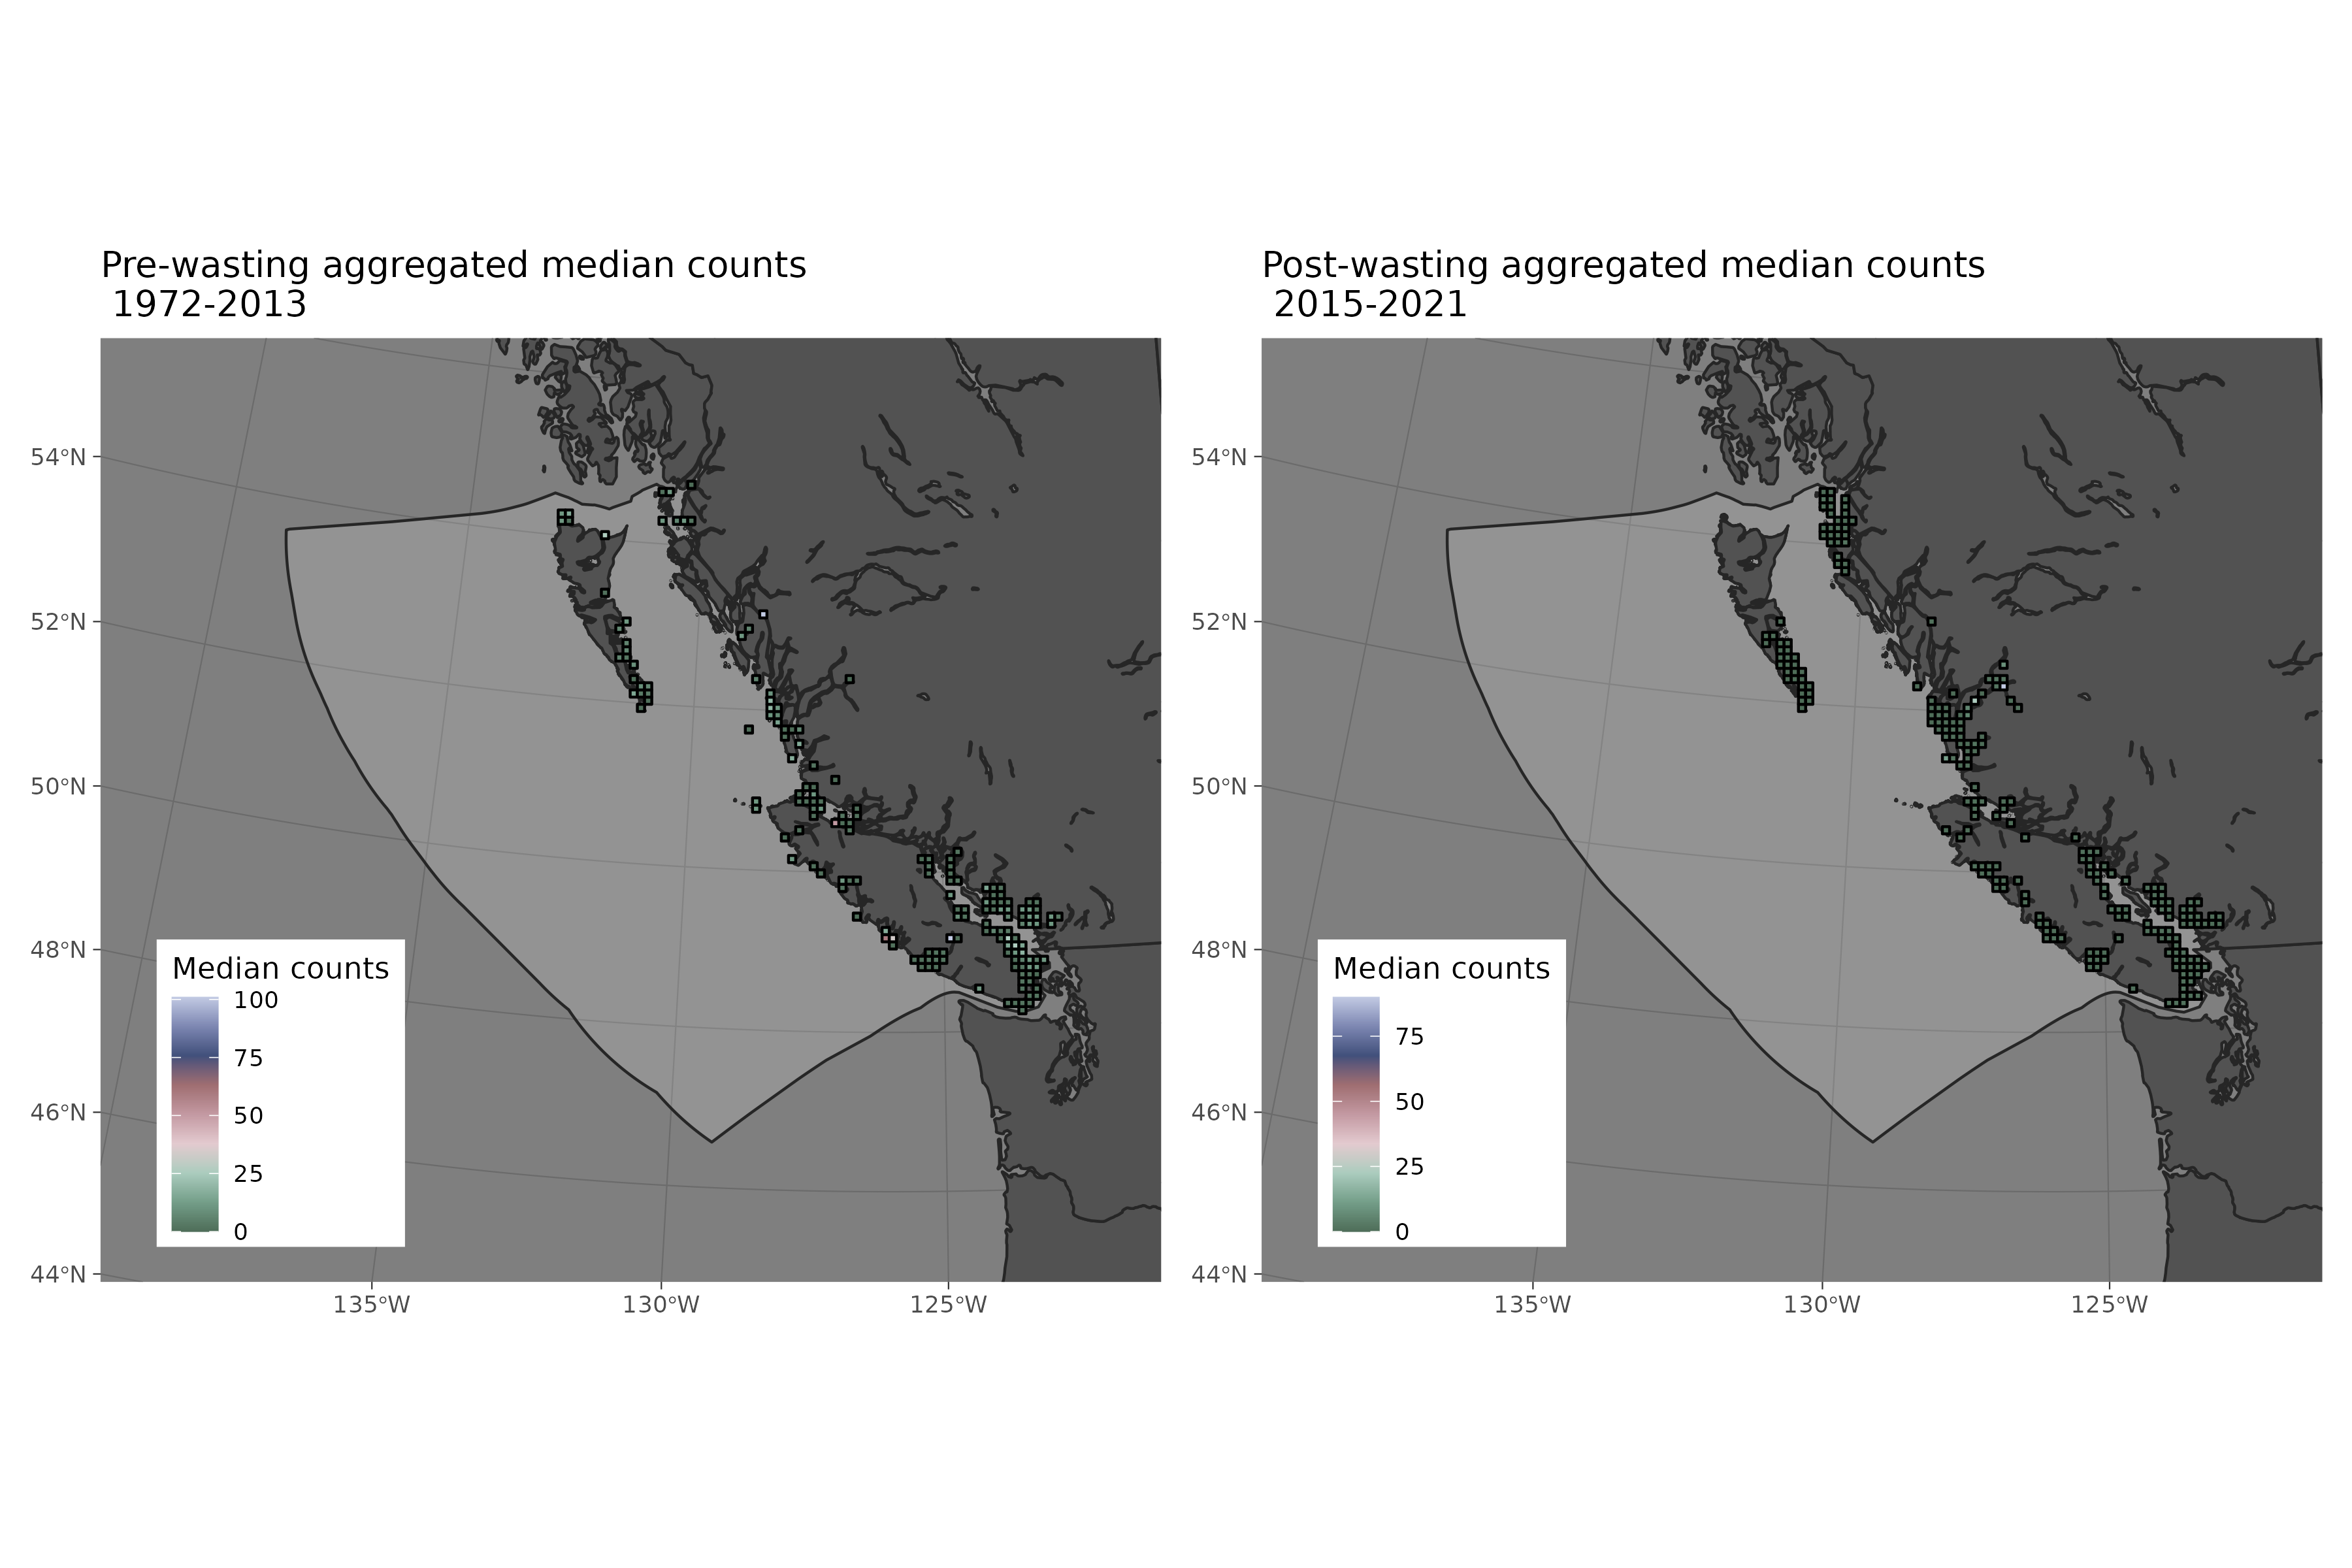 Pre-wasting aggregated median counts
1972-2013
54°N
52°N
50°N
48°N
46°N
44°N
135°W
130°W
125°W
Median counts
100
75
50
25
0
Post-wasting aggregated median counts
2015-2021
54°N
52°N
50°N
48°N
46°N
44°N
135°W
130°W
125°W
Median counts
75
50
25
0